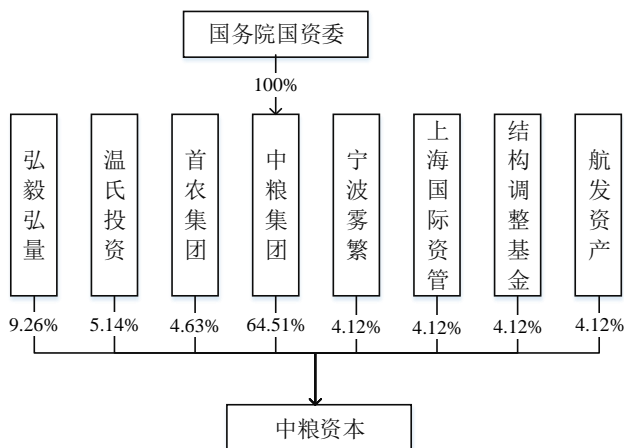 国务院国资委
100%
弘毅弘量
温氏投资
首农集团
中粮集团
宁波雾繁
上海国际资管
结构调整基金
航发资产
9.26%
5.14%
4.63%
64.51%
4.12%
4.12%
4.12%
4.12%
中粮资本